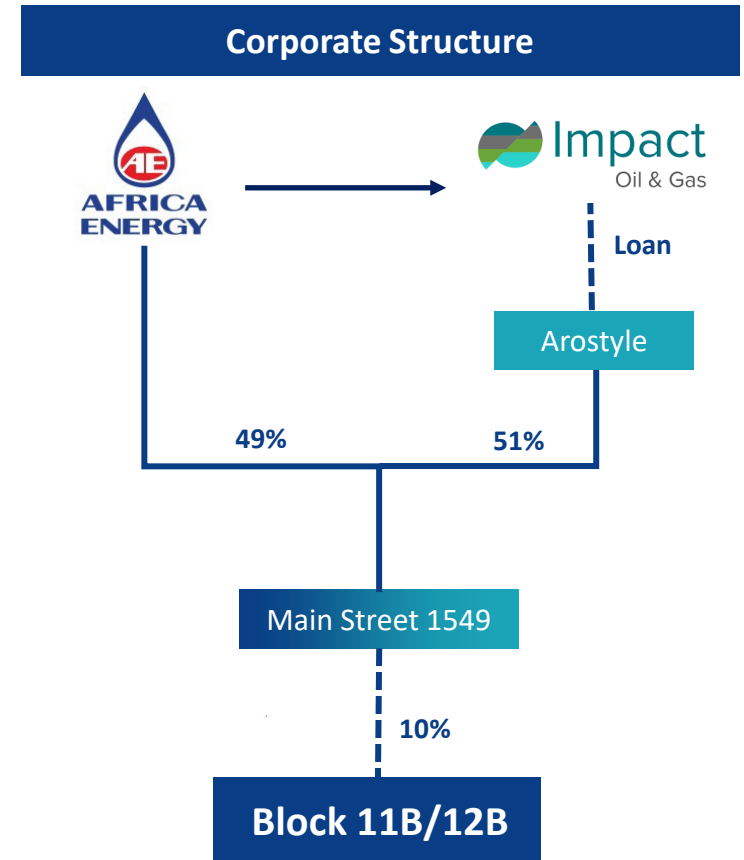 Corporate Structure
AE
AFRICA
ENERGY
Impact
Oil & Gas
Loan
Arostyle
49%
51%
Main Street 1549
10%
Block 11B/12B